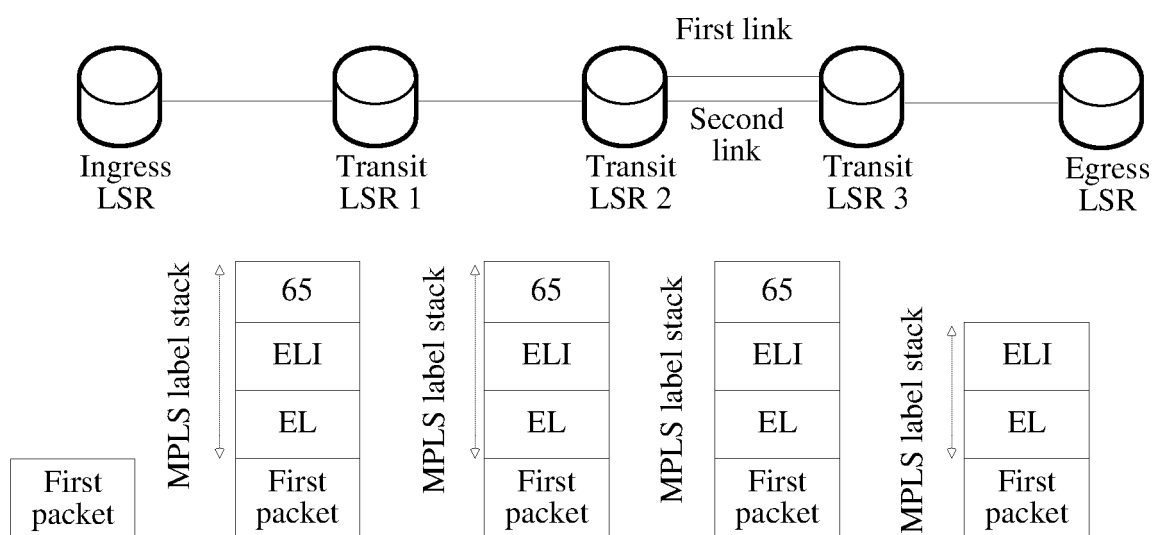 First link
Second
link
Ingress
LSR
Transit
LSR 1
Transit
LSR 2
Transit
LSR 3
Egress
LSR
First
packet
MPLS label stack
65
ELI
EL
First
packet
MPLS label stack
65
ELI
EL
First
packet
MPLS label stack
65
ELI
EL
First
packet
MPLS label stack
ELI
EL
First
packet